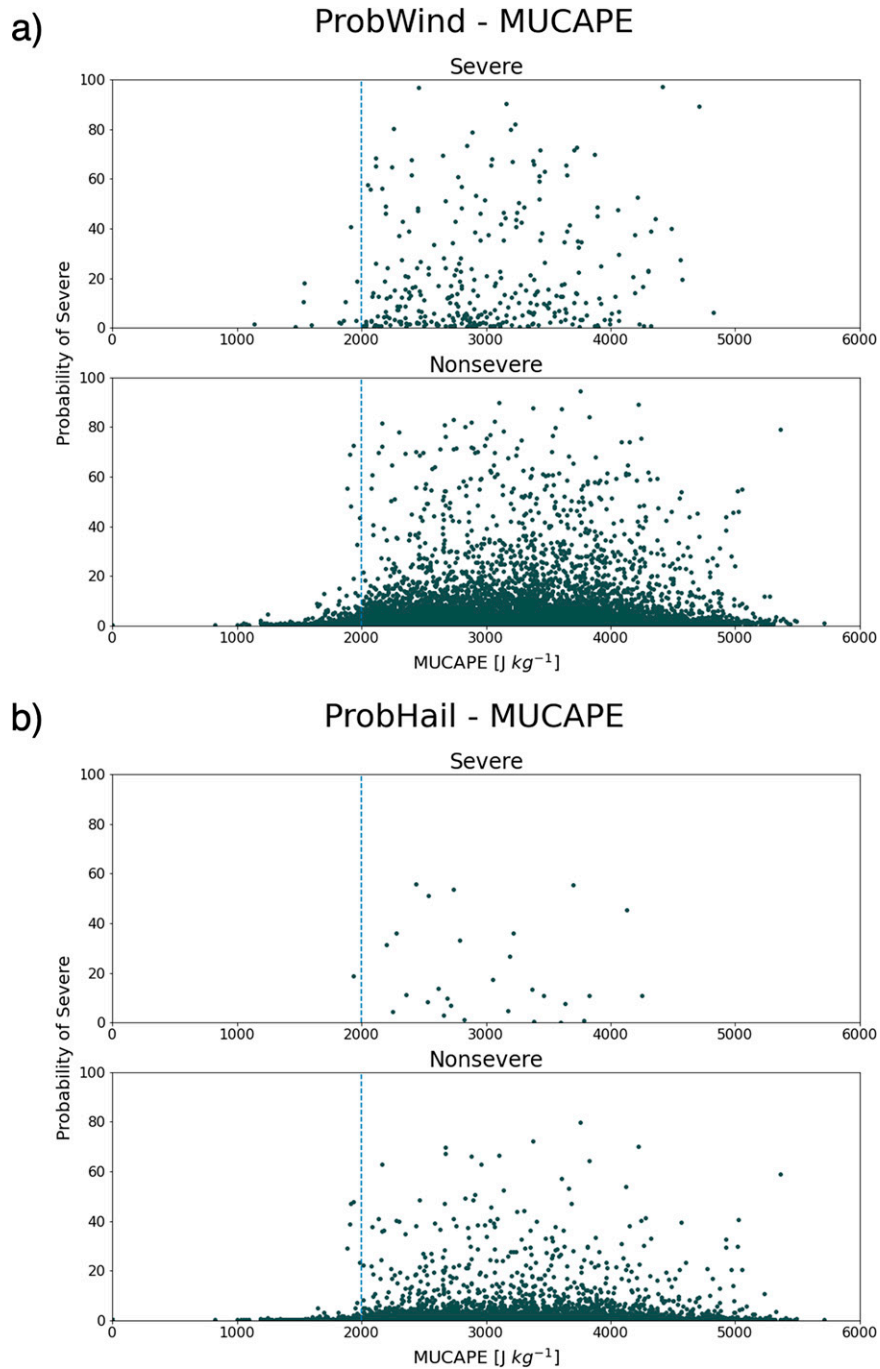 a)
ProbWind - MUCAPE
Severe
100
80
60
40
20
0
0 1000 2000 3000 4000 5000 6000
Probability of Severe
Nonsevere
100
80
60
40
20
0
0 1000 2000 3000 4000 5000 6000
MUCAPE [J kg⁻¹]
b)
ProbHail - MUCAPE
Severe
100
80
60
40
20
0
0 1000 2000 3000 4000 5000 6000
Probability of Severe
Nonsevere
100
80
60
40
20
0
0 1000 2000 3000 4000 5000 6000
MUCAPE [J kg⁻¹]